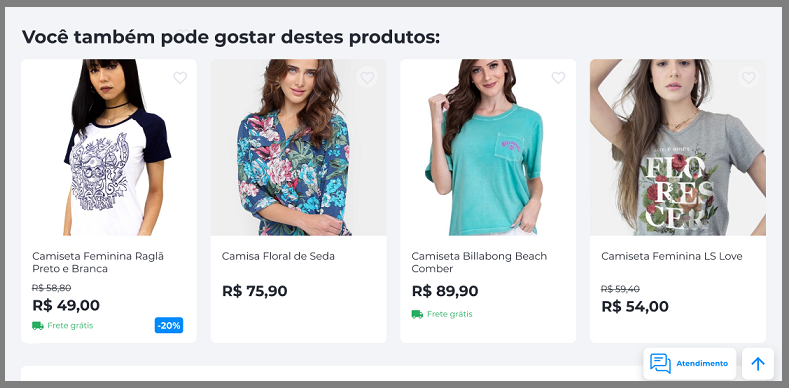 Você também pode gostar destes produtos:
FLO
RES
CER
Camiseta Feminina Raglã
Preto e Branca
R$ 58,80
R$ 49,00
Frete grátis
-20%
Camisa Floral de Seda
R$ 75,90
Camiseta Billabong Beach
Comber
R$ 89,90
Frete grátis
Camiseta Feminina LS Love
R$ 59,40
R$ 54,00
Atendimento